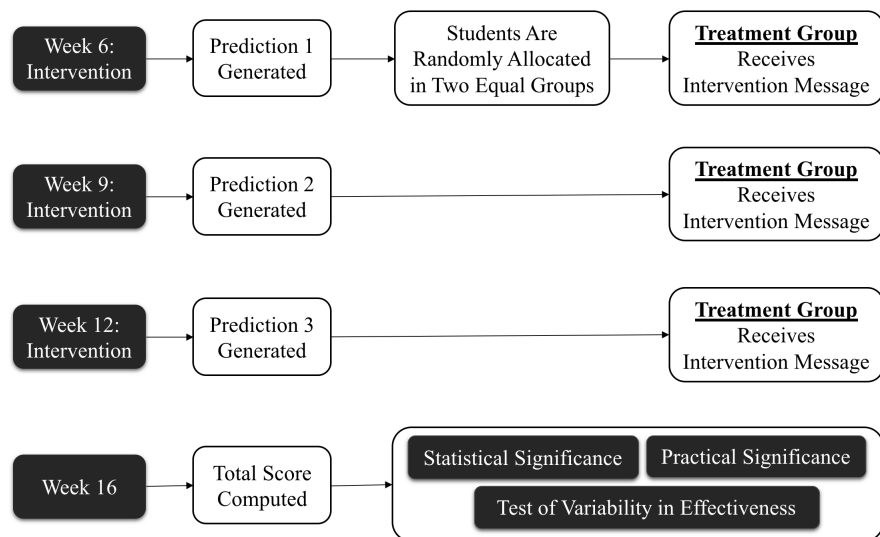 Week 6:
Intervention
Prediction 1
Generated
Students Are
Randomly Allocated
in Two Equal Groups
Treatment Group
Receives
Intervention Message
Week 9:
Intervention
Prediction 2
Generated
Treatment Group
Receives
Intervention Message
Week 12:
Intervention
Prediction 3
Generated
Treatment Group
Receives
Intervention Message
Week 16
Total Score
Computed
Statistical Significance
Practical Significance
Test of Variability in Effectiveness